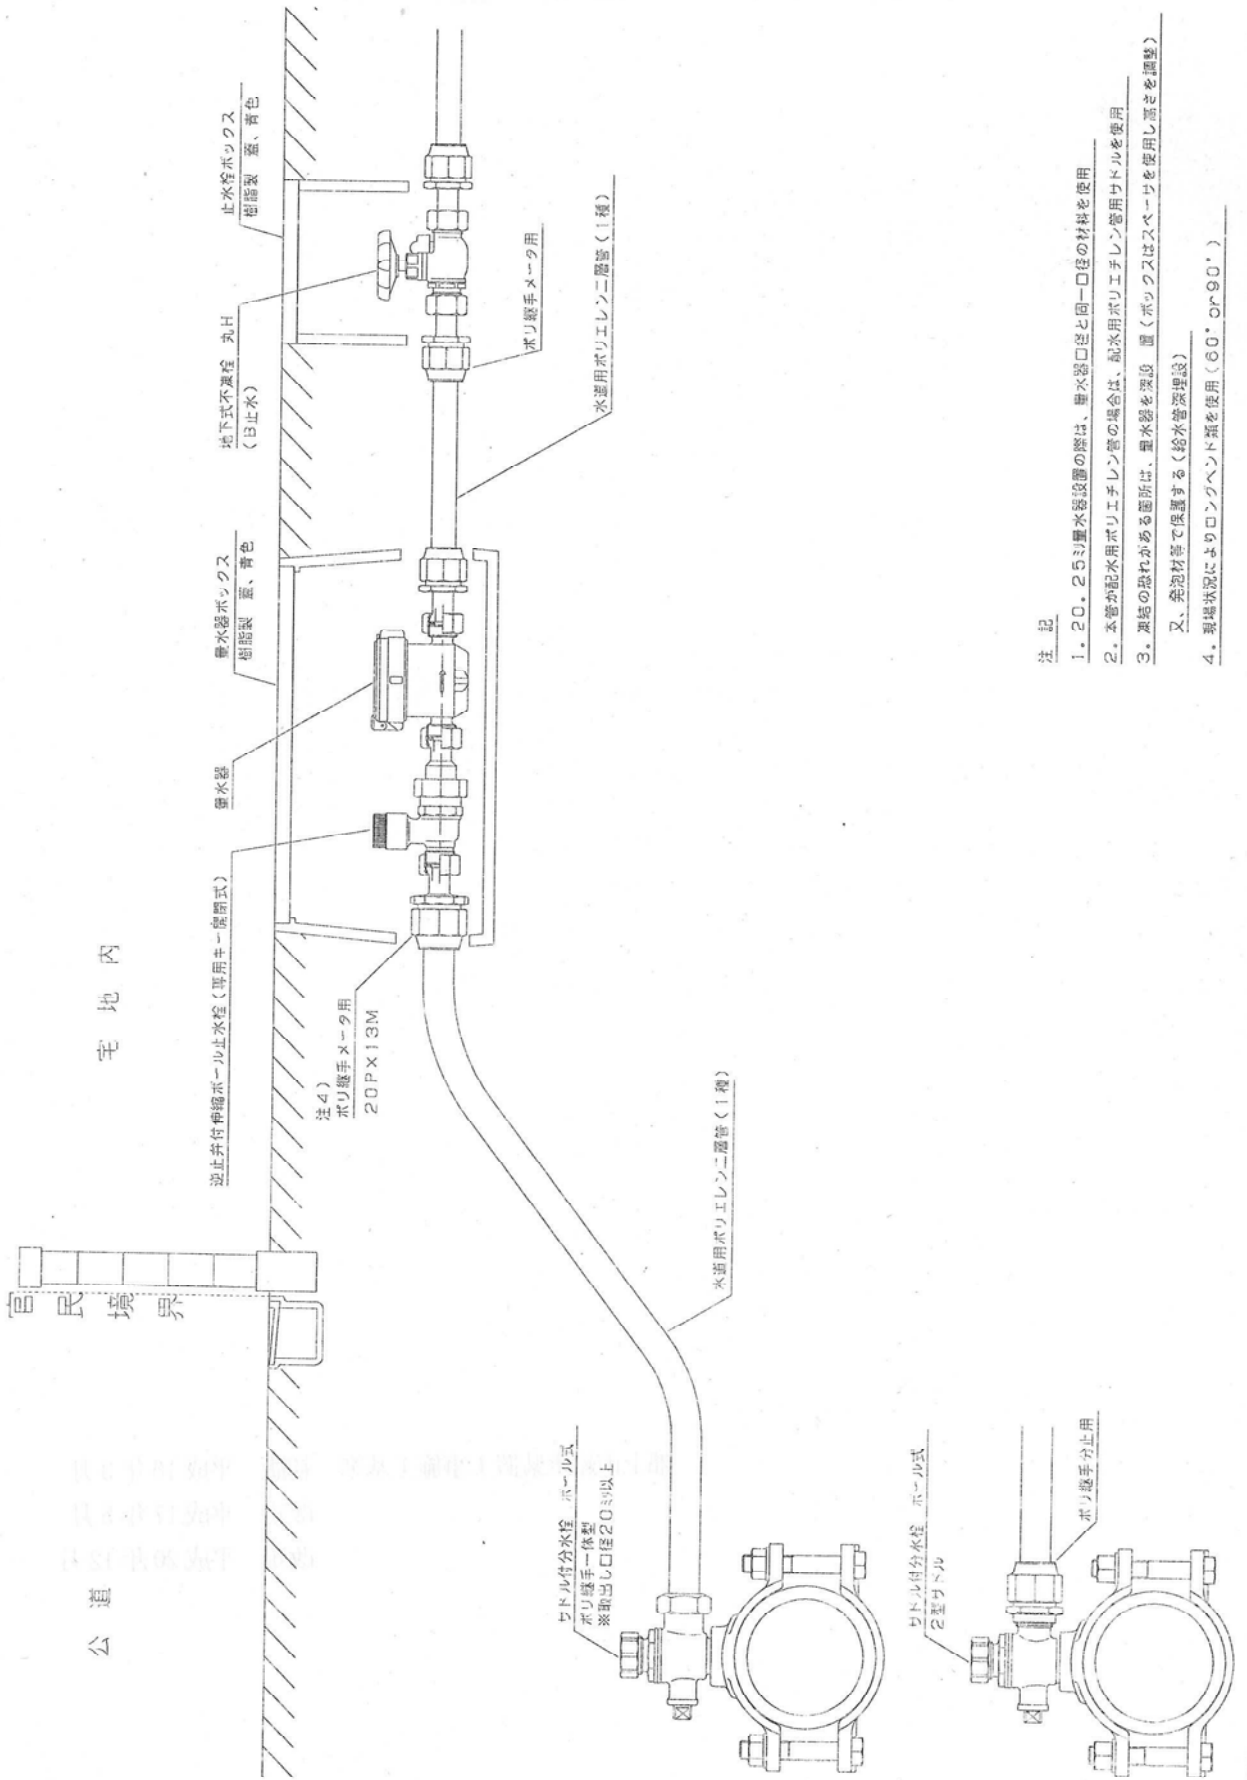 公道
官民境界
宅地内
逆止弁付伸縮ボール止水栓(専用キー開閉式)
量水器
量水器ボックス
樹脂製 蓋、青色
地下式不凍栓 丸H
(B止水)
止水栓ボックス
樹脂製 蓋、青色
注4)
ポリ継手メータ用
20PX13M
ポリ継手メータ用
水道用ポリエレン二層管(1種)
水道用ポリエレン二層管(1種)
サドル付分水栓 ボール式
ポリ継手一体型
※取出し口径20ミリ以上
サドル付分水栓 ボール式
2型サドル
ポリ継手分止用
注記
1.20.25ミリ量水器設置の際は、量水器口径と同一口径の材料を使用
2.本管が配水用ポリエチレン管の場合は、配水用ポリエチレン管用サドルを使用
3.凍結の恐れがある箇所は、量水器を深設 置(ボックスはスペーサを使用し高さを調整)
又、発泡材等で保護する(給水管深埋設)
4.現場状況によりロングベンド類を使用(60°or90°)
平成17年
平成20年12月